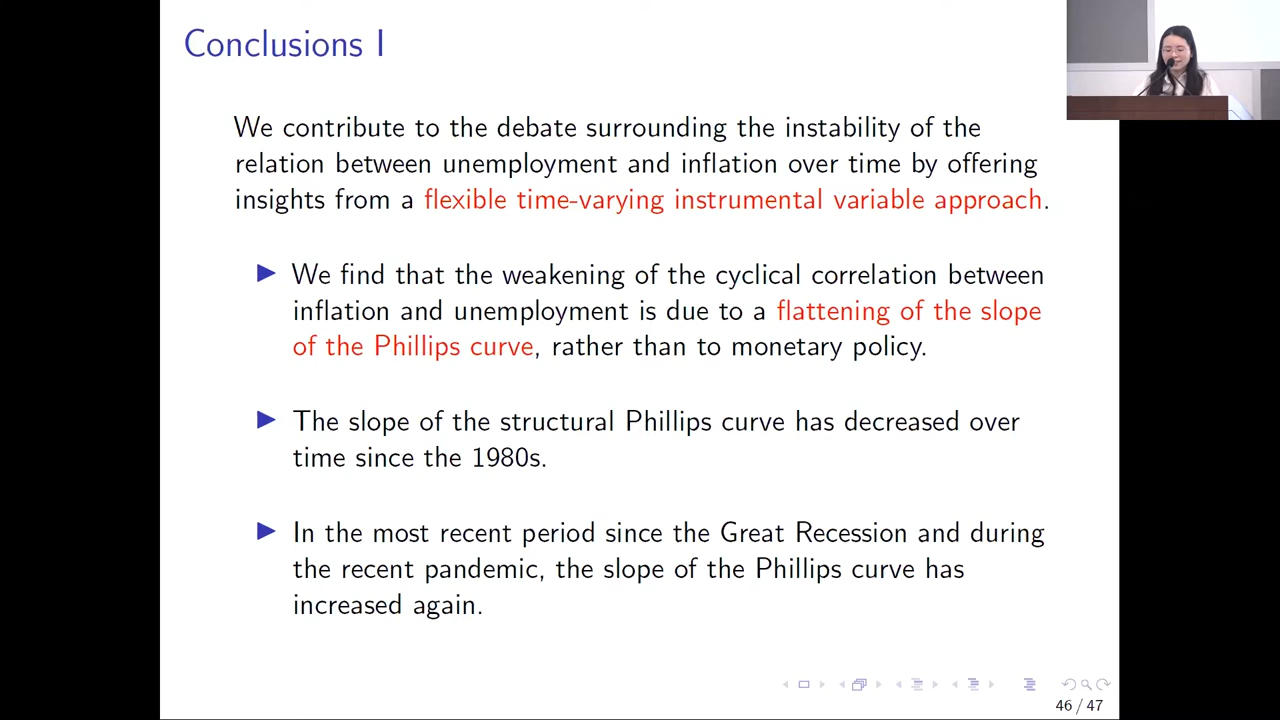 Conclusions I
We contribute to the debate surrounding the instability of the
relation between unemployment and inflation over time by offering
insights from a flexible time-varying instrumental variable approach.
We find that the weakening of the cyclical correlation between
inflation and unemployment is due to a flattening of the slope
of the Phillips curve, rather than to monetary policy.
The slope of the structural Phillips curve has decreased over
time since the 1980s.
In the most recent period since the Great Recession and during
the recent pandemic, the slope of the Phillips curve has
increased again.
46 / 47